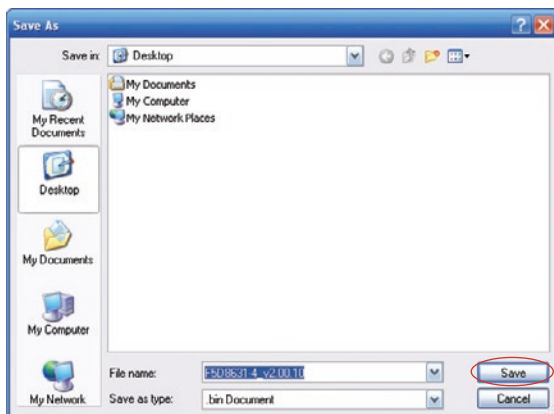 Save As
Save in: Desktop
My Recent
Documents
Desktop
My Documents
My Computer
My Network
My Documents
My Computer
My Network Places
File name: F5D8631-4_v2.00.10
Save
Save as type: .bin Document
Cancel